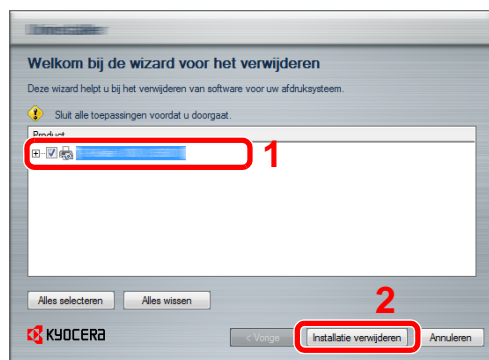 Welkom bij de wizard voor het verwijderen
Deze wizard helpt u bij het verwijderen van software voor uw afdruksysteem.
Sluit alle toepassingen voordat u doorgaat.
Product
1
Alles selecteren Alles wissen
2
KYOCERA < Vorige Installatie verwijderen Annuleren